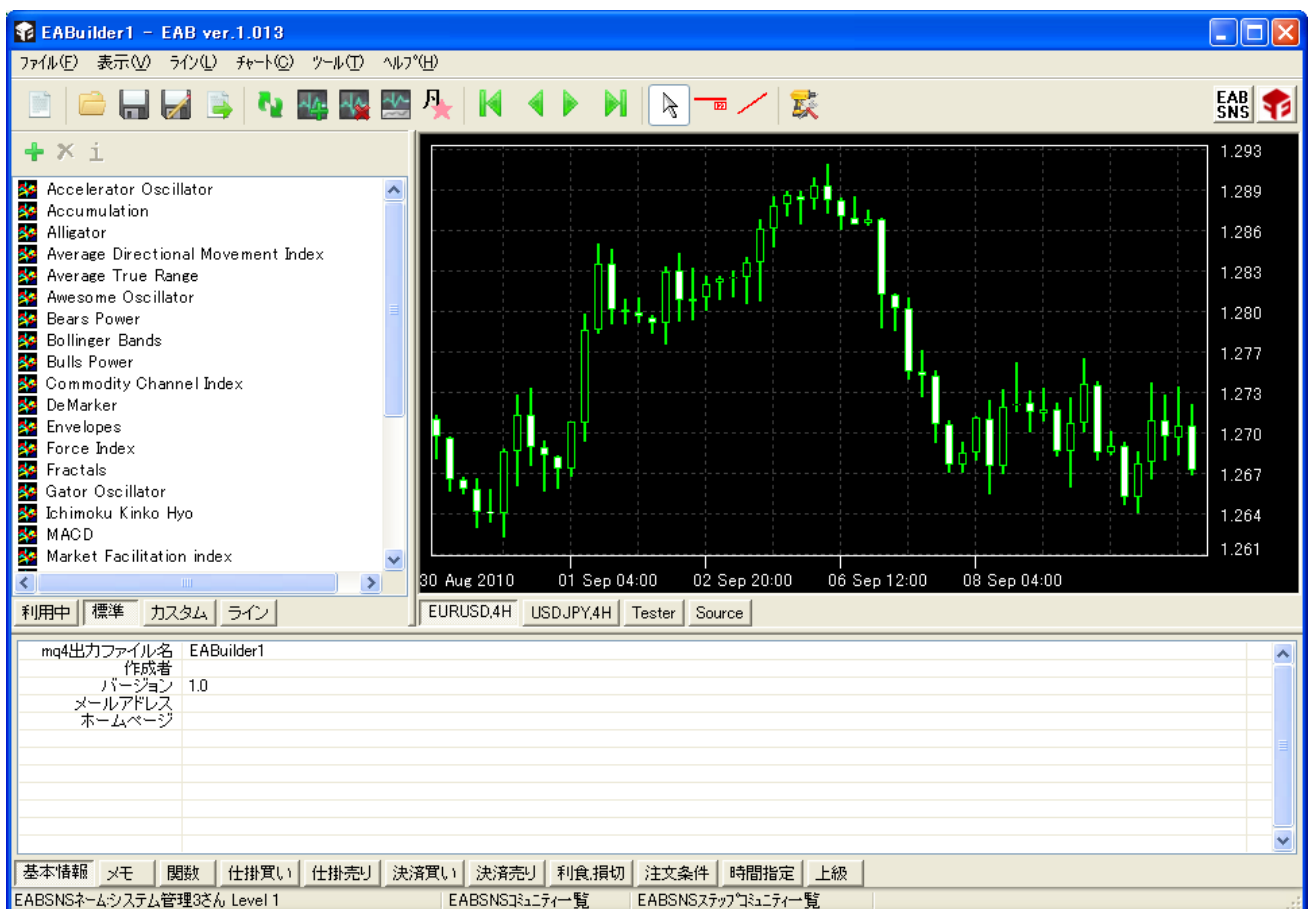 EABuilder1 - EAB ver.1.013
ファイル(F) 表示(V) ライン(L) チャート(C) ツール(T) ヘルプ(H)
月
EAB SNS
i
Accelerator Oscillator
Accumulation
Alligator
Average Directional Movement Index
Average True Range
Awesome Oscillator
Bears Power
Bollinger Bands
Bulls Power
Commodity Channel Index
DeMarker
Envelopes
Force Index
Fractals
Gator Oscillator
Ichimoku Kinko Hyo
MACD
Market Facilitation index
利用中 標準 カスタム ライン
1.293
1.289
1.286
1.283
1.280
1.277
1.273
1.270
1.267
1.264
1.261
30 Aug 2010 01 Sep 04:00 02 Sep 20:00 06 Sep 12:00 08 Sep 04:00
EURUSD,4H USDJPY,4H Tester Source
mq4出力ファイル名 EABuilder1
作成者
バージョン 1.0
メールアドレス
ホームページ
基本情報 メモ 関数 仕掛買い 仕掛売り 決済買い 決済売り 利食,損切 注文条件 時間指定 上級
EABSNSネーム:システム管理3さん Level 1 EABSNSコミュニティ一覧 EABSNSステップコミュニティ一覧